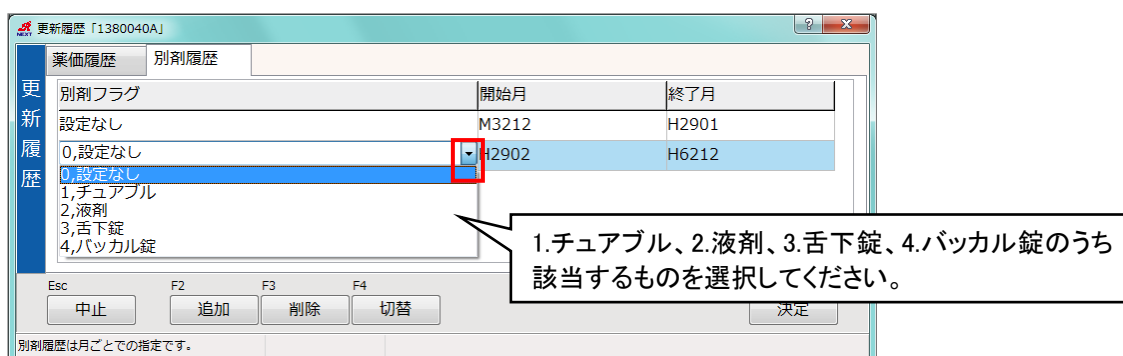 NEXT 更新履歴「1380040A」
薬価履歴 別剤履歴
更新履歴
別剤フラグ 開始月 終了月
設定なし M3212 H2901
0,設定なし H2902 H6212
0,設定なし
1,チュアブル
2,液剤
3,舌下錠
4,バッカル錠
1.チュアブル、2.液剤、3.舌下錠、4.バッカル錠のうち
該当するものを選択してください。
Esc F2 F3 F4
中止 追加 削除 切替 決定
別剤履歴は月ごとでの指定です。